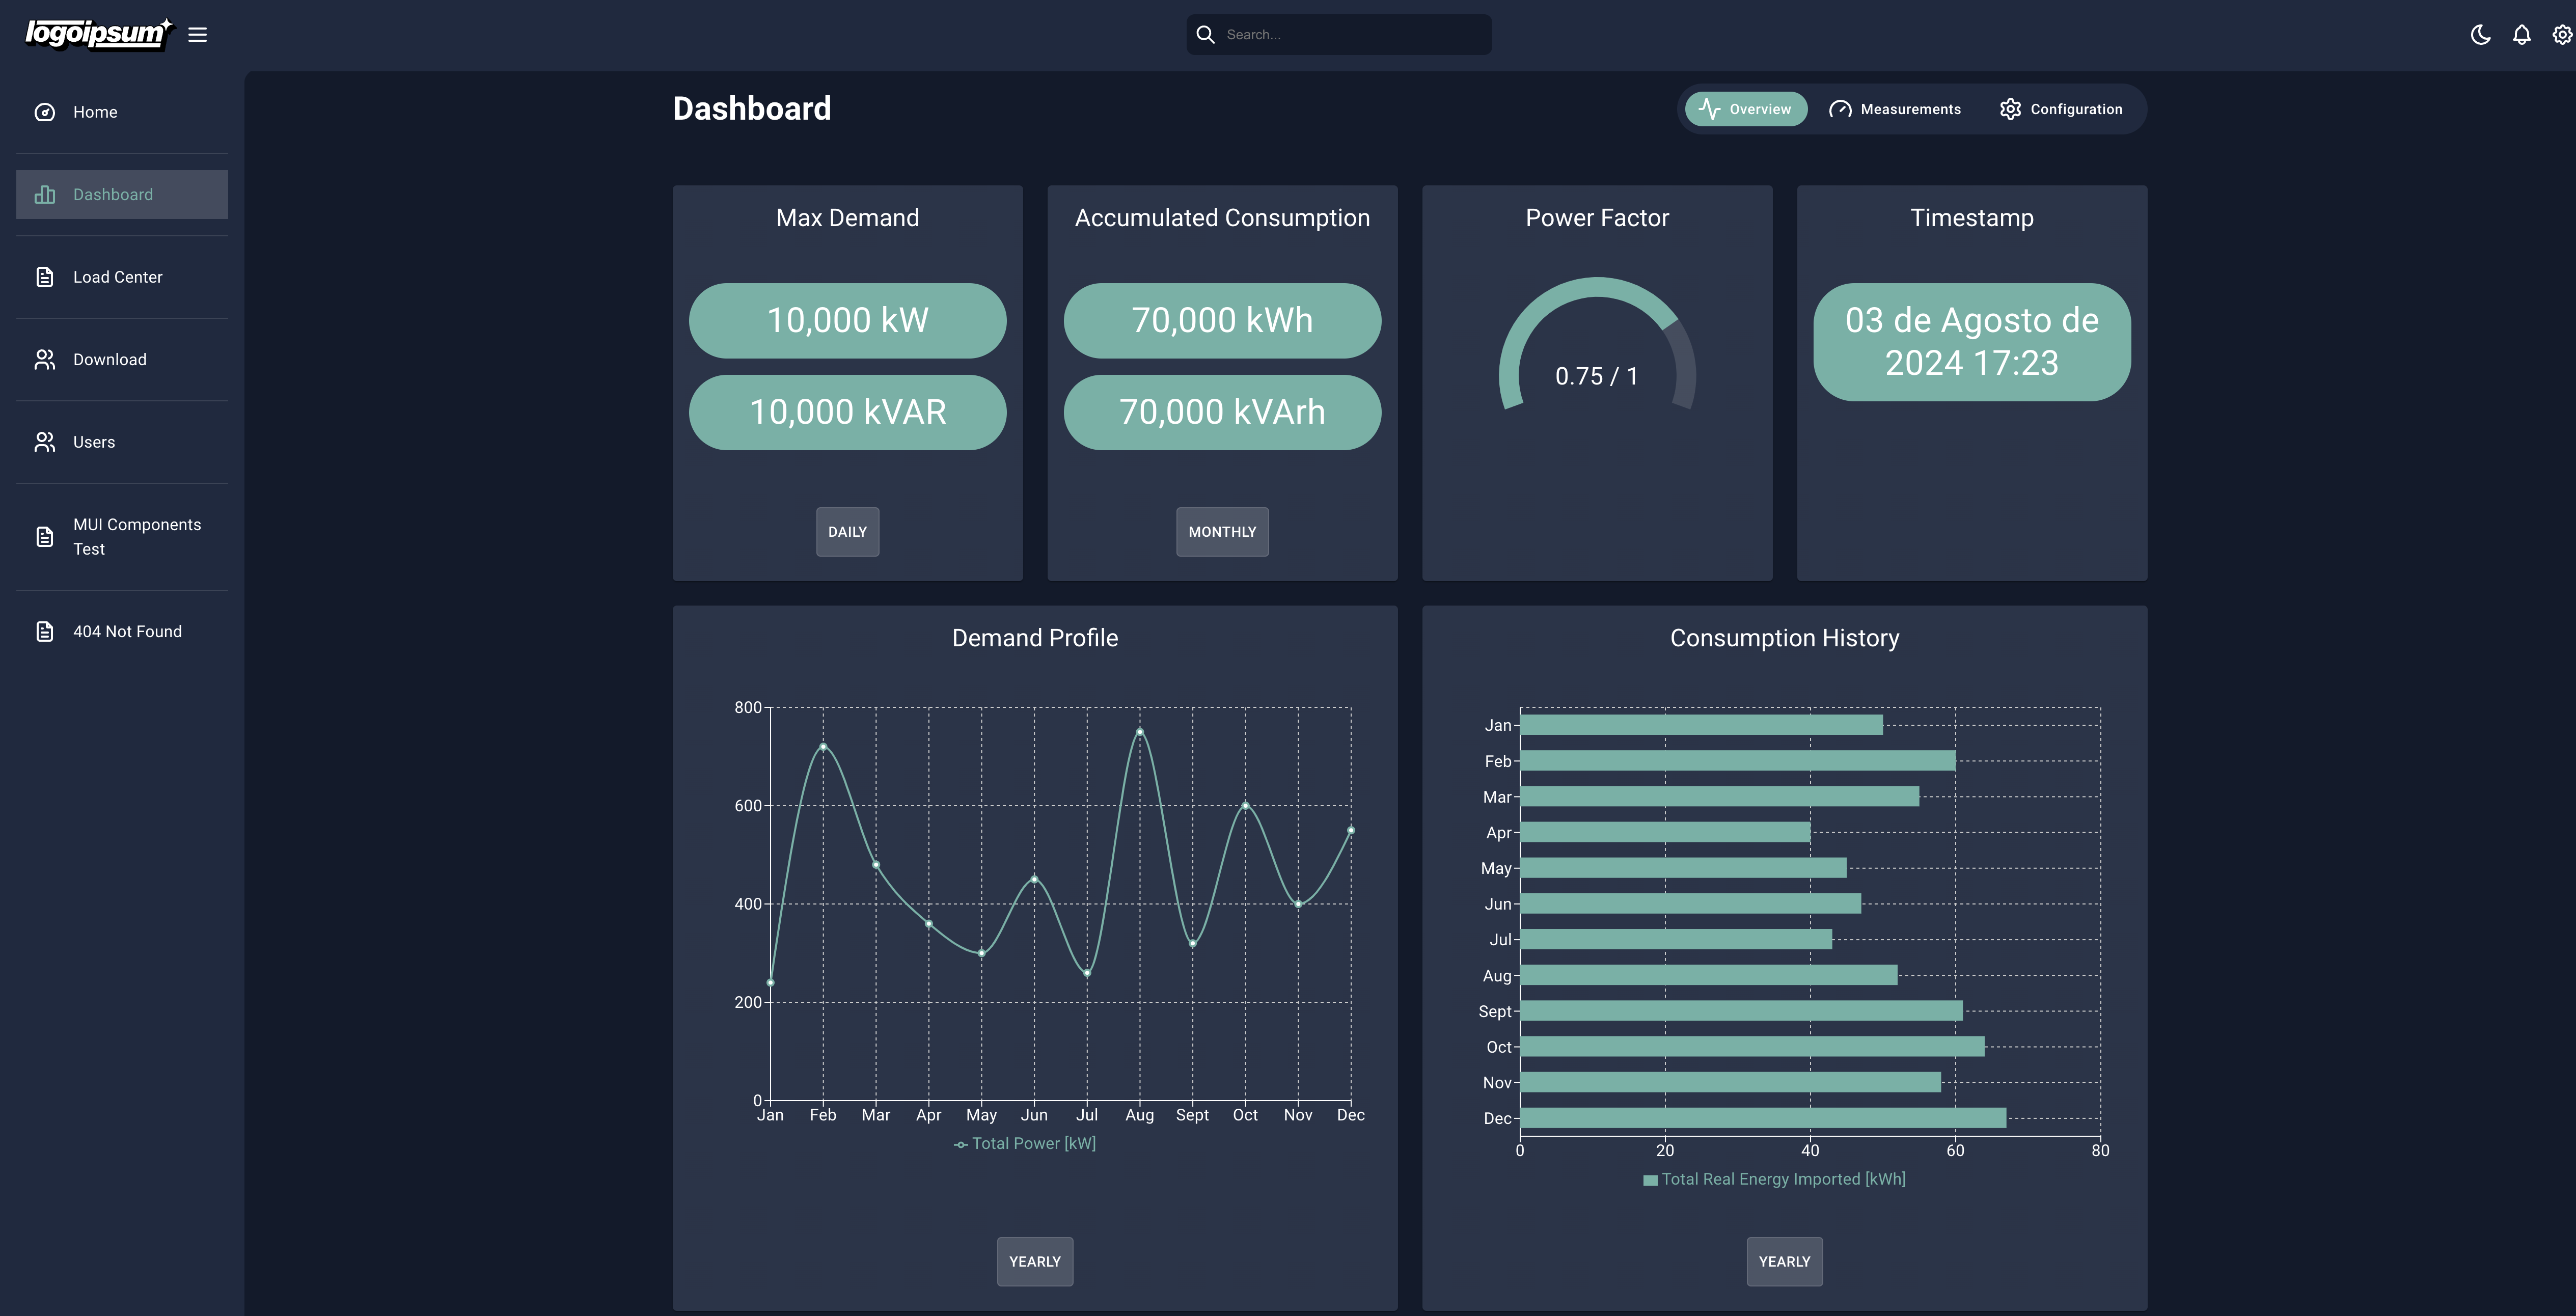 logoipsum
Search...
Home
Dashboard
Load Center
Download
Users
MUI Components
Test
404 Not Found
Dashboard
Overview
Measurements
Configuration
Max Demand
10,000 kW
10,000 kVAR
DAILY
Accumulated Consumption
70,000 kWh
70,000 kVArh
MONTHLY
Power Factor
0.75 / 1
Timestamp
03 de Agosto de
2024 17:23
Demand Profile
800
600
400
200
0
Jan Feb Mar Apr May Jun Jul Aug Sept Oct Nov Dec
Total Power [kW]
YEARLY
Consumption History
Jan
Feb
Mar
Apr
May
Jun
Jul
Aug
Sept
Oct
Nov
Dec
0 20 40 60 80
Total Real Energy Imported [kWh]
YEARLY